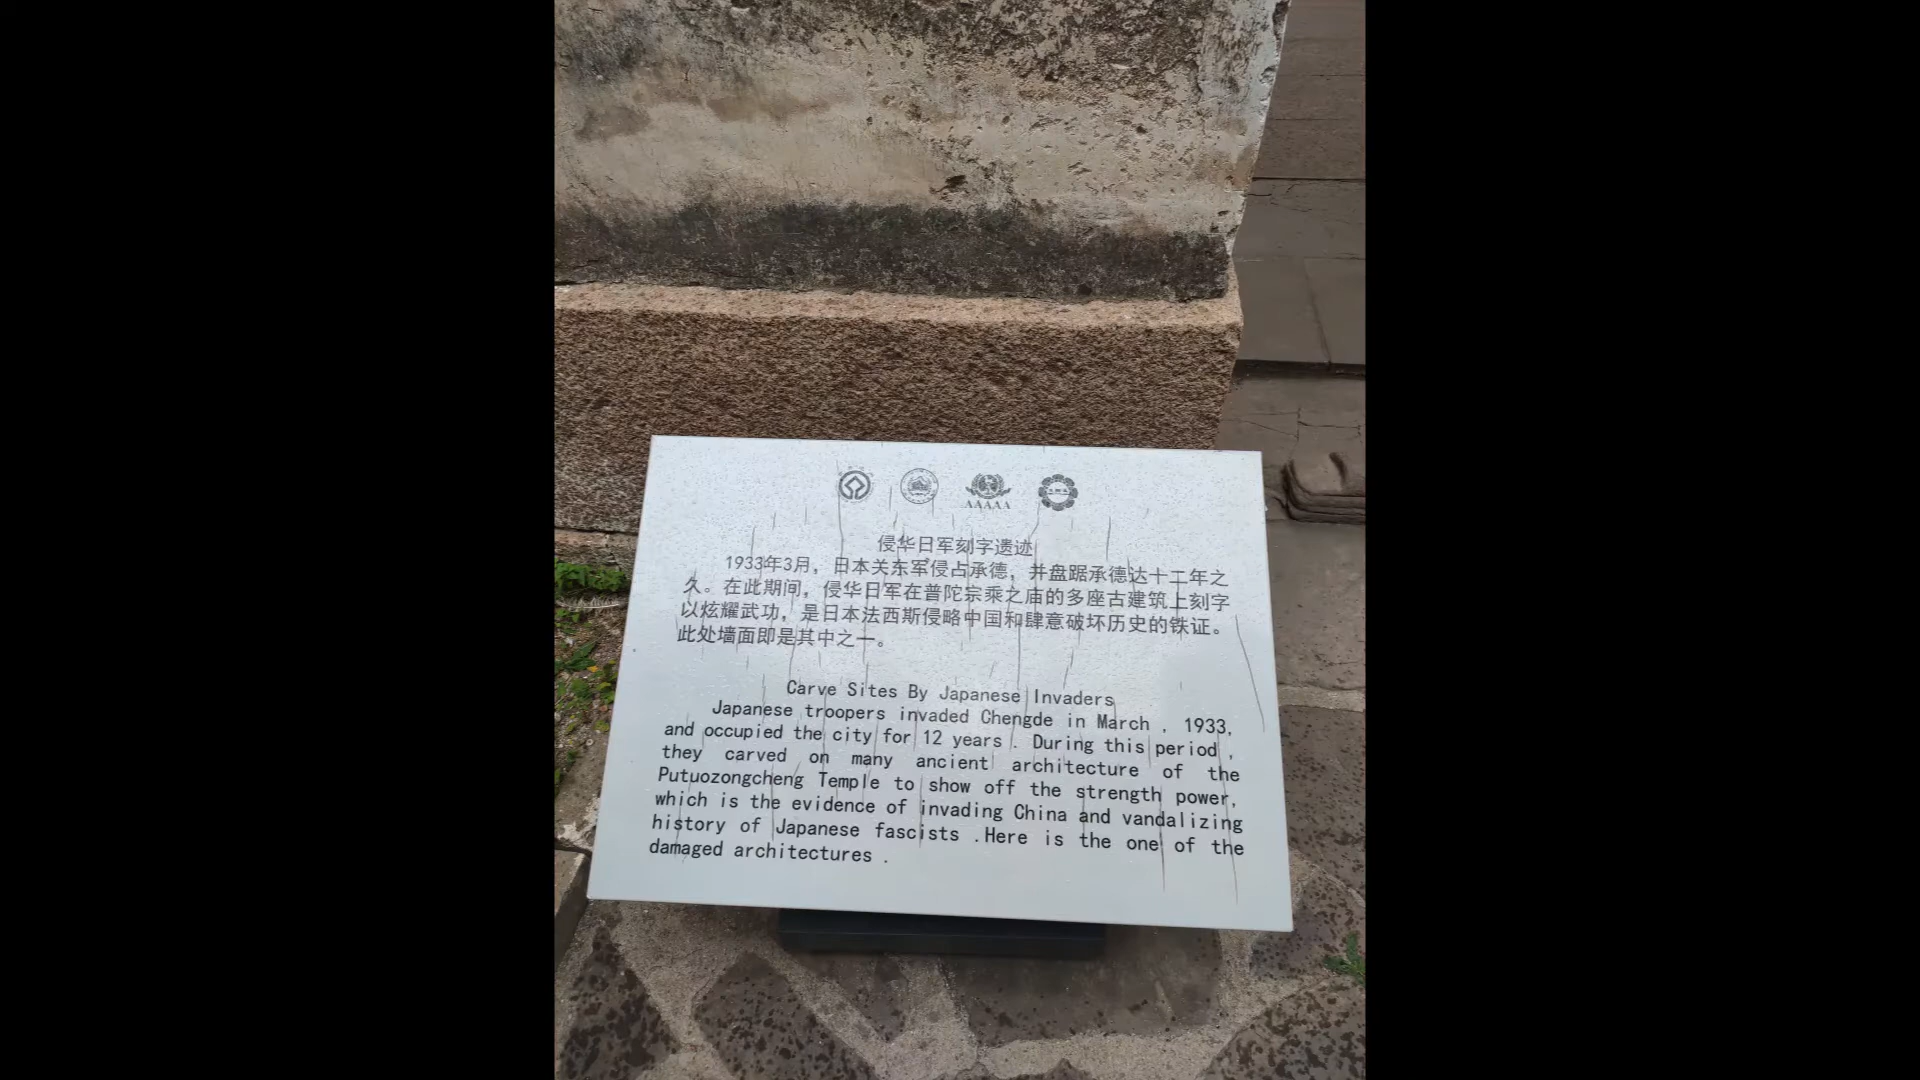 AAAAA
侵华日军刻字遗迹
1933年3月，日本关东军侵占承德，并盘踞承德达十二年之
久。在此期间，侵华日军在普陀宗乘之庙的多座古建筑上刻字
以炫耀武功，是日本法西斯侵略中国和肆意破坏历史的铁证。
此处墙面即是其中之一。
Carve Sites By Japanese Invaders
Japanese troopers invaded Chengde in March , 1933,
and occupied the city for 12 years . During this period ,
they carved on many ancient architecture of the
Putuozongcheng Temple to show off the strength power,
which is the evidence of invading China and vandalizing
history of Japanese fascists .Here is the one of the
damaged architectures .